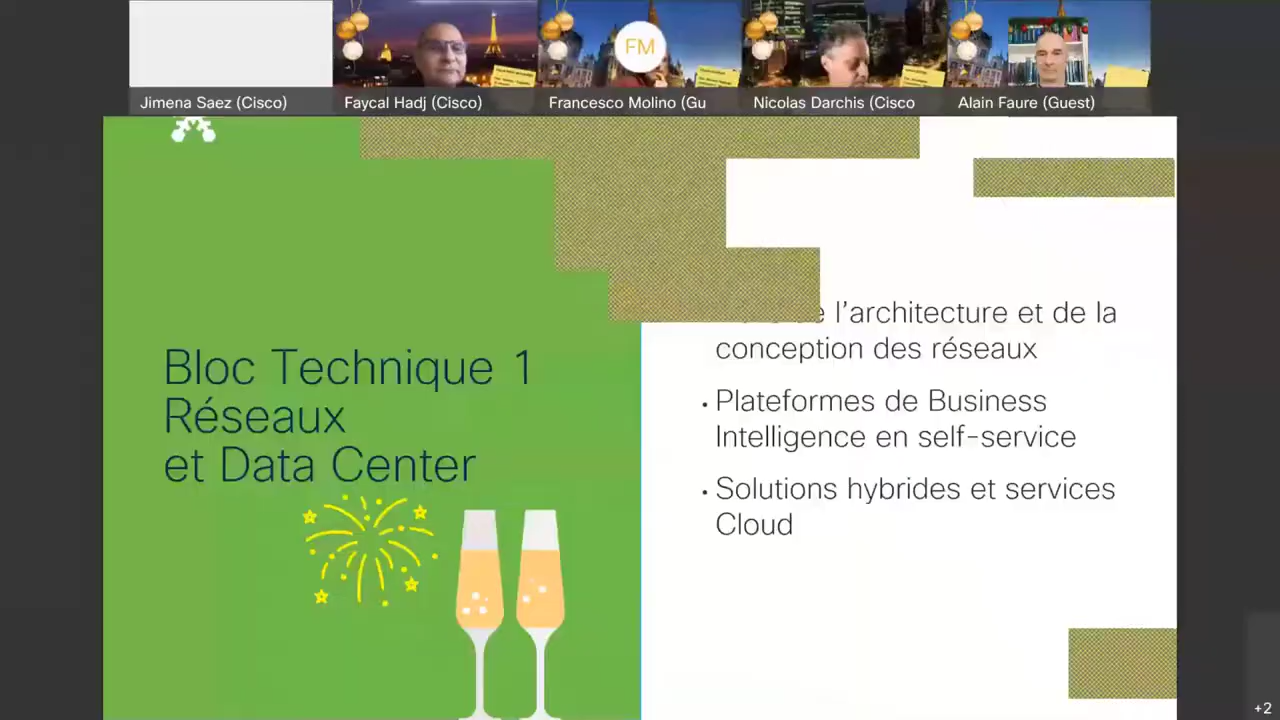 Jimena Saez (Cisco)
Faycal Hadj (Cisco)
FM
Francesco Molino (Gu
Nicolas Darchis (Cisco
Alain Faure (Guest)
Bloc Technique 1
Réseaux
et Data Center
l’architecture et de la
conception des réseaux
• Plateformes de Business
Intelligence en self-service
• Solutions hybrides et services
Cloud
+2